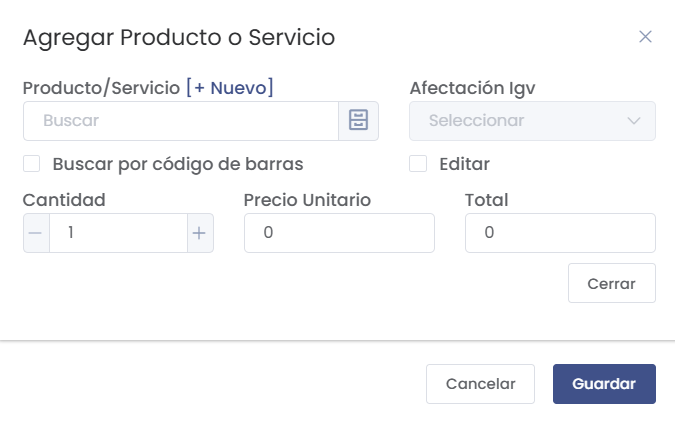 Agregar Producto o Servicio
Producto/Servicio [+ Nuevo]
Afectación Igv
Buscar
Seleccionar
Buscar por código de barras
Editar
Cantidad
Precio Unitario
Total
1
0
0
Cerrar
Cancelar
Guardar